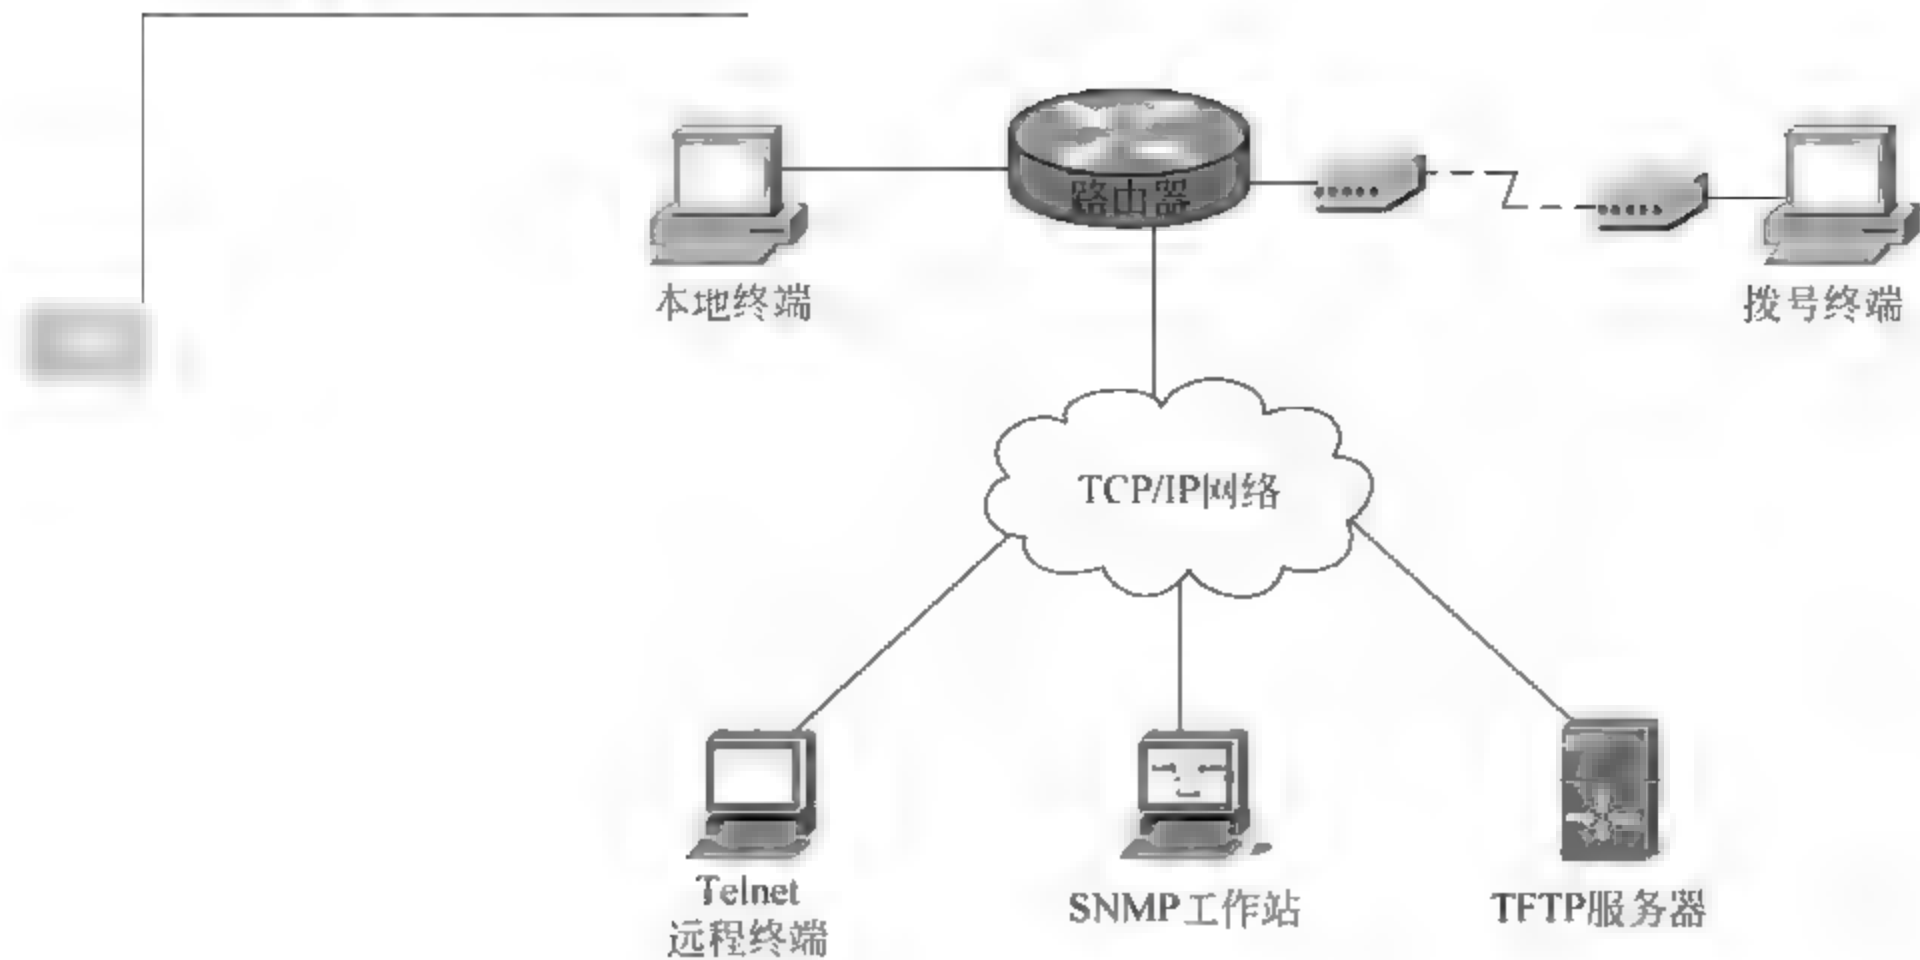 路由器
本地终端
拨号终端
TCP/IP网络
Telnet
远程终端
SNMP工作站
TFTP服务器